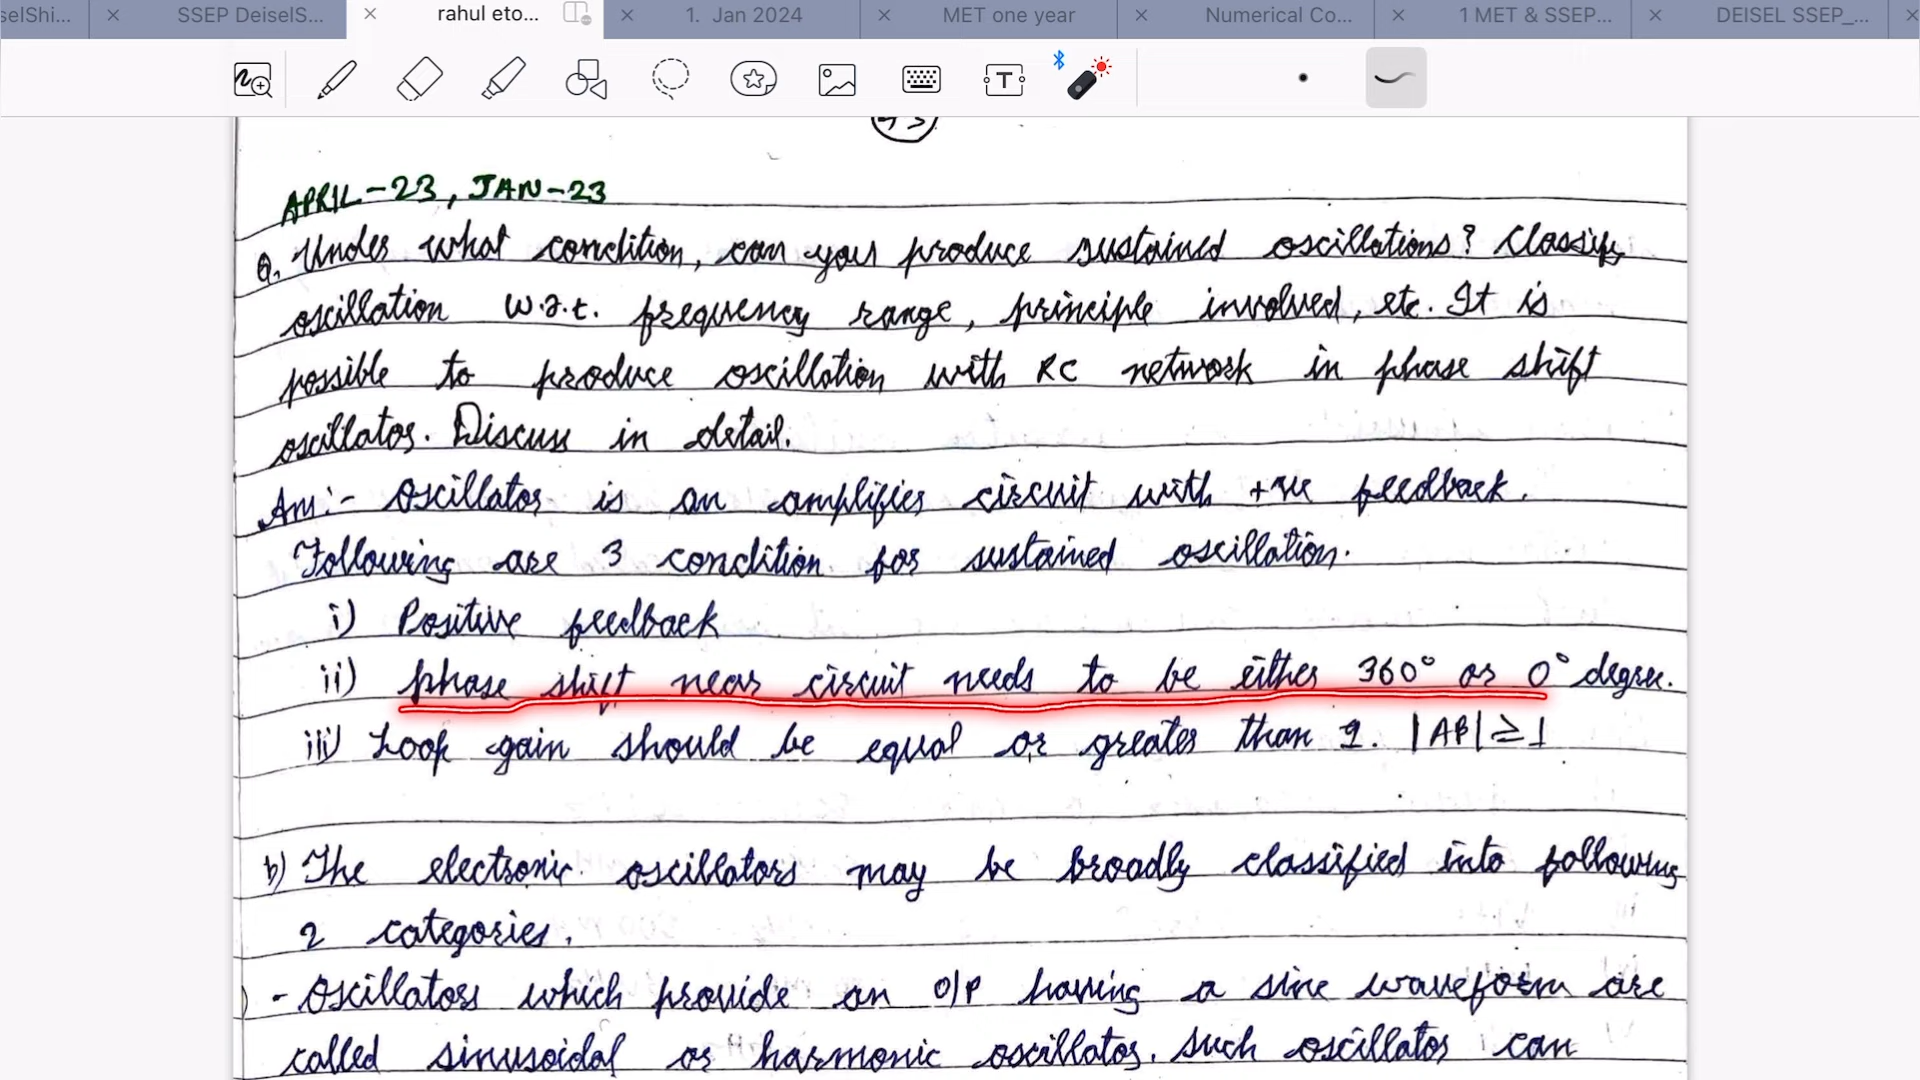 selShi...
SSEP DeiselS...
rahul eto...
1. Jan 2024
MET one year
Numerical Co...
1 MET & SSEP...
DEISEL SSEP_...
APRIL-23, JAN-23
Q. Under what condition, can you produce sustained oscillations? Classify
oscillation w.r.t. frequency range, principle involved, etc. It is
possible to produce oscillation with RC network in phase shift
oscillator. Discuss in detail.
Ans:- Oscillator is an amplifier circuit with +ve feedback.
Following are 3 condition for sustained oscillation.
i) Positive feedback
ii) phase shift near circuit needs to be either 360° or 0° degree.
iii) Loop gain should be equal or greater than 1. |AB| ≥ 1
b) The electronic oscillators may be broadly classified into following
2 categories.
- Oscillators which provide an O/P having a sine waveform are
called sinusoidal or harmonic oscillator. Such oscillator can